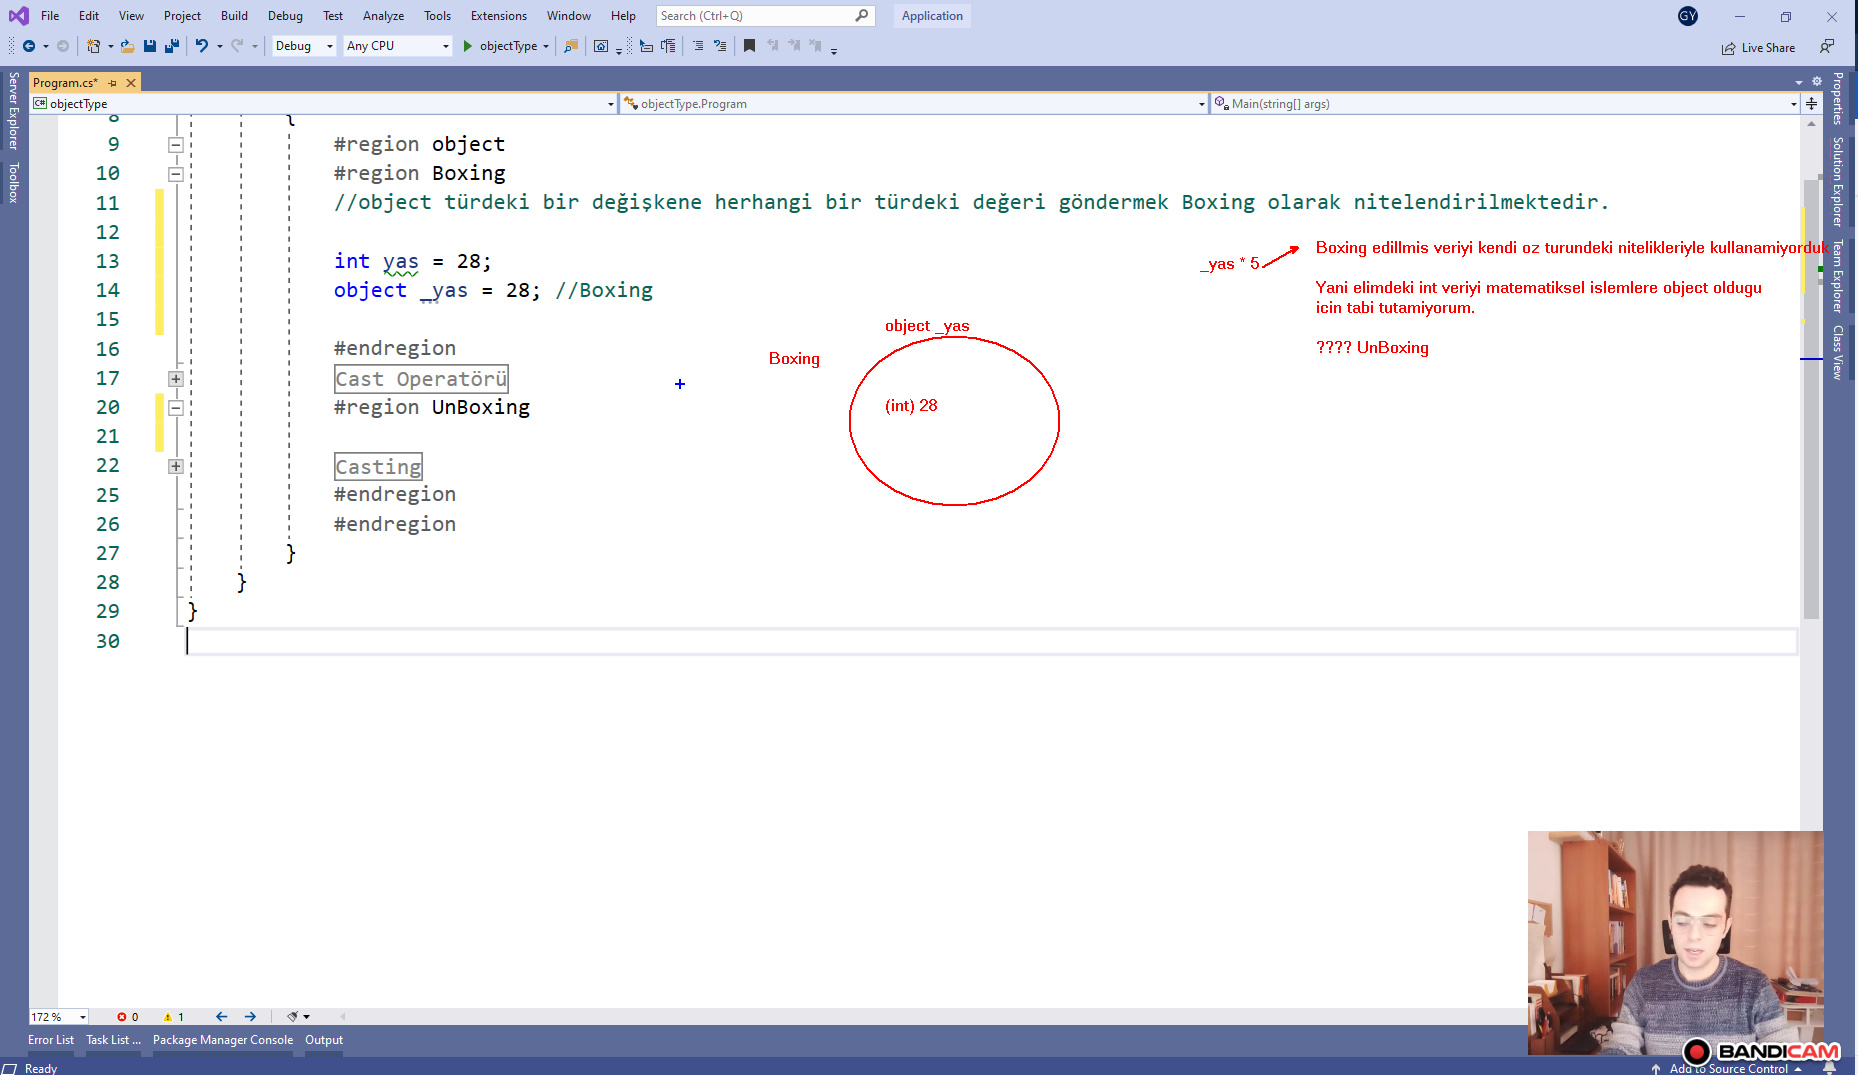 File Edit View Project Build Debug Test Analyze Tools Extensions Window Help Search (Ctrl+Q) Application GY
Debug Any CPU objectType Live Share
Program.cs*
objectType objectType.Program Main(string[] args)
Server Explorer
Toolbox
Properties
Solution Explorer
Team Explorer
Class View
8 {
9 #region object
10 #region Boxing
11 //object türdeki bir değişkene herhangi bir türdeki değeri göndermek Boxing olarak nitelendirilmektedir.
12
13 int yas = 28;
14 object _yas = 28; //Boxing
15
16 #endregion
17 Cast Operatörü
20 #region UnBoxing
21
22 Casting
25 #endregion
26 #endregion
27 }
28 }
29 }
30
_yas * 5
Boxing edillmis veriyi kendi oz turundeki nitelikleriyle kullanamiyorduk
Yani elimdeki int veriyi matematiksel islemlere object oldugu
icin tabi tutamiyorum.
???? UnBoxing
object _yas
Boxing
(int) 28
172 % 0 1
Error List Task List ... Package Manager Console Output
BANDICAM
Ready Add to Source Control